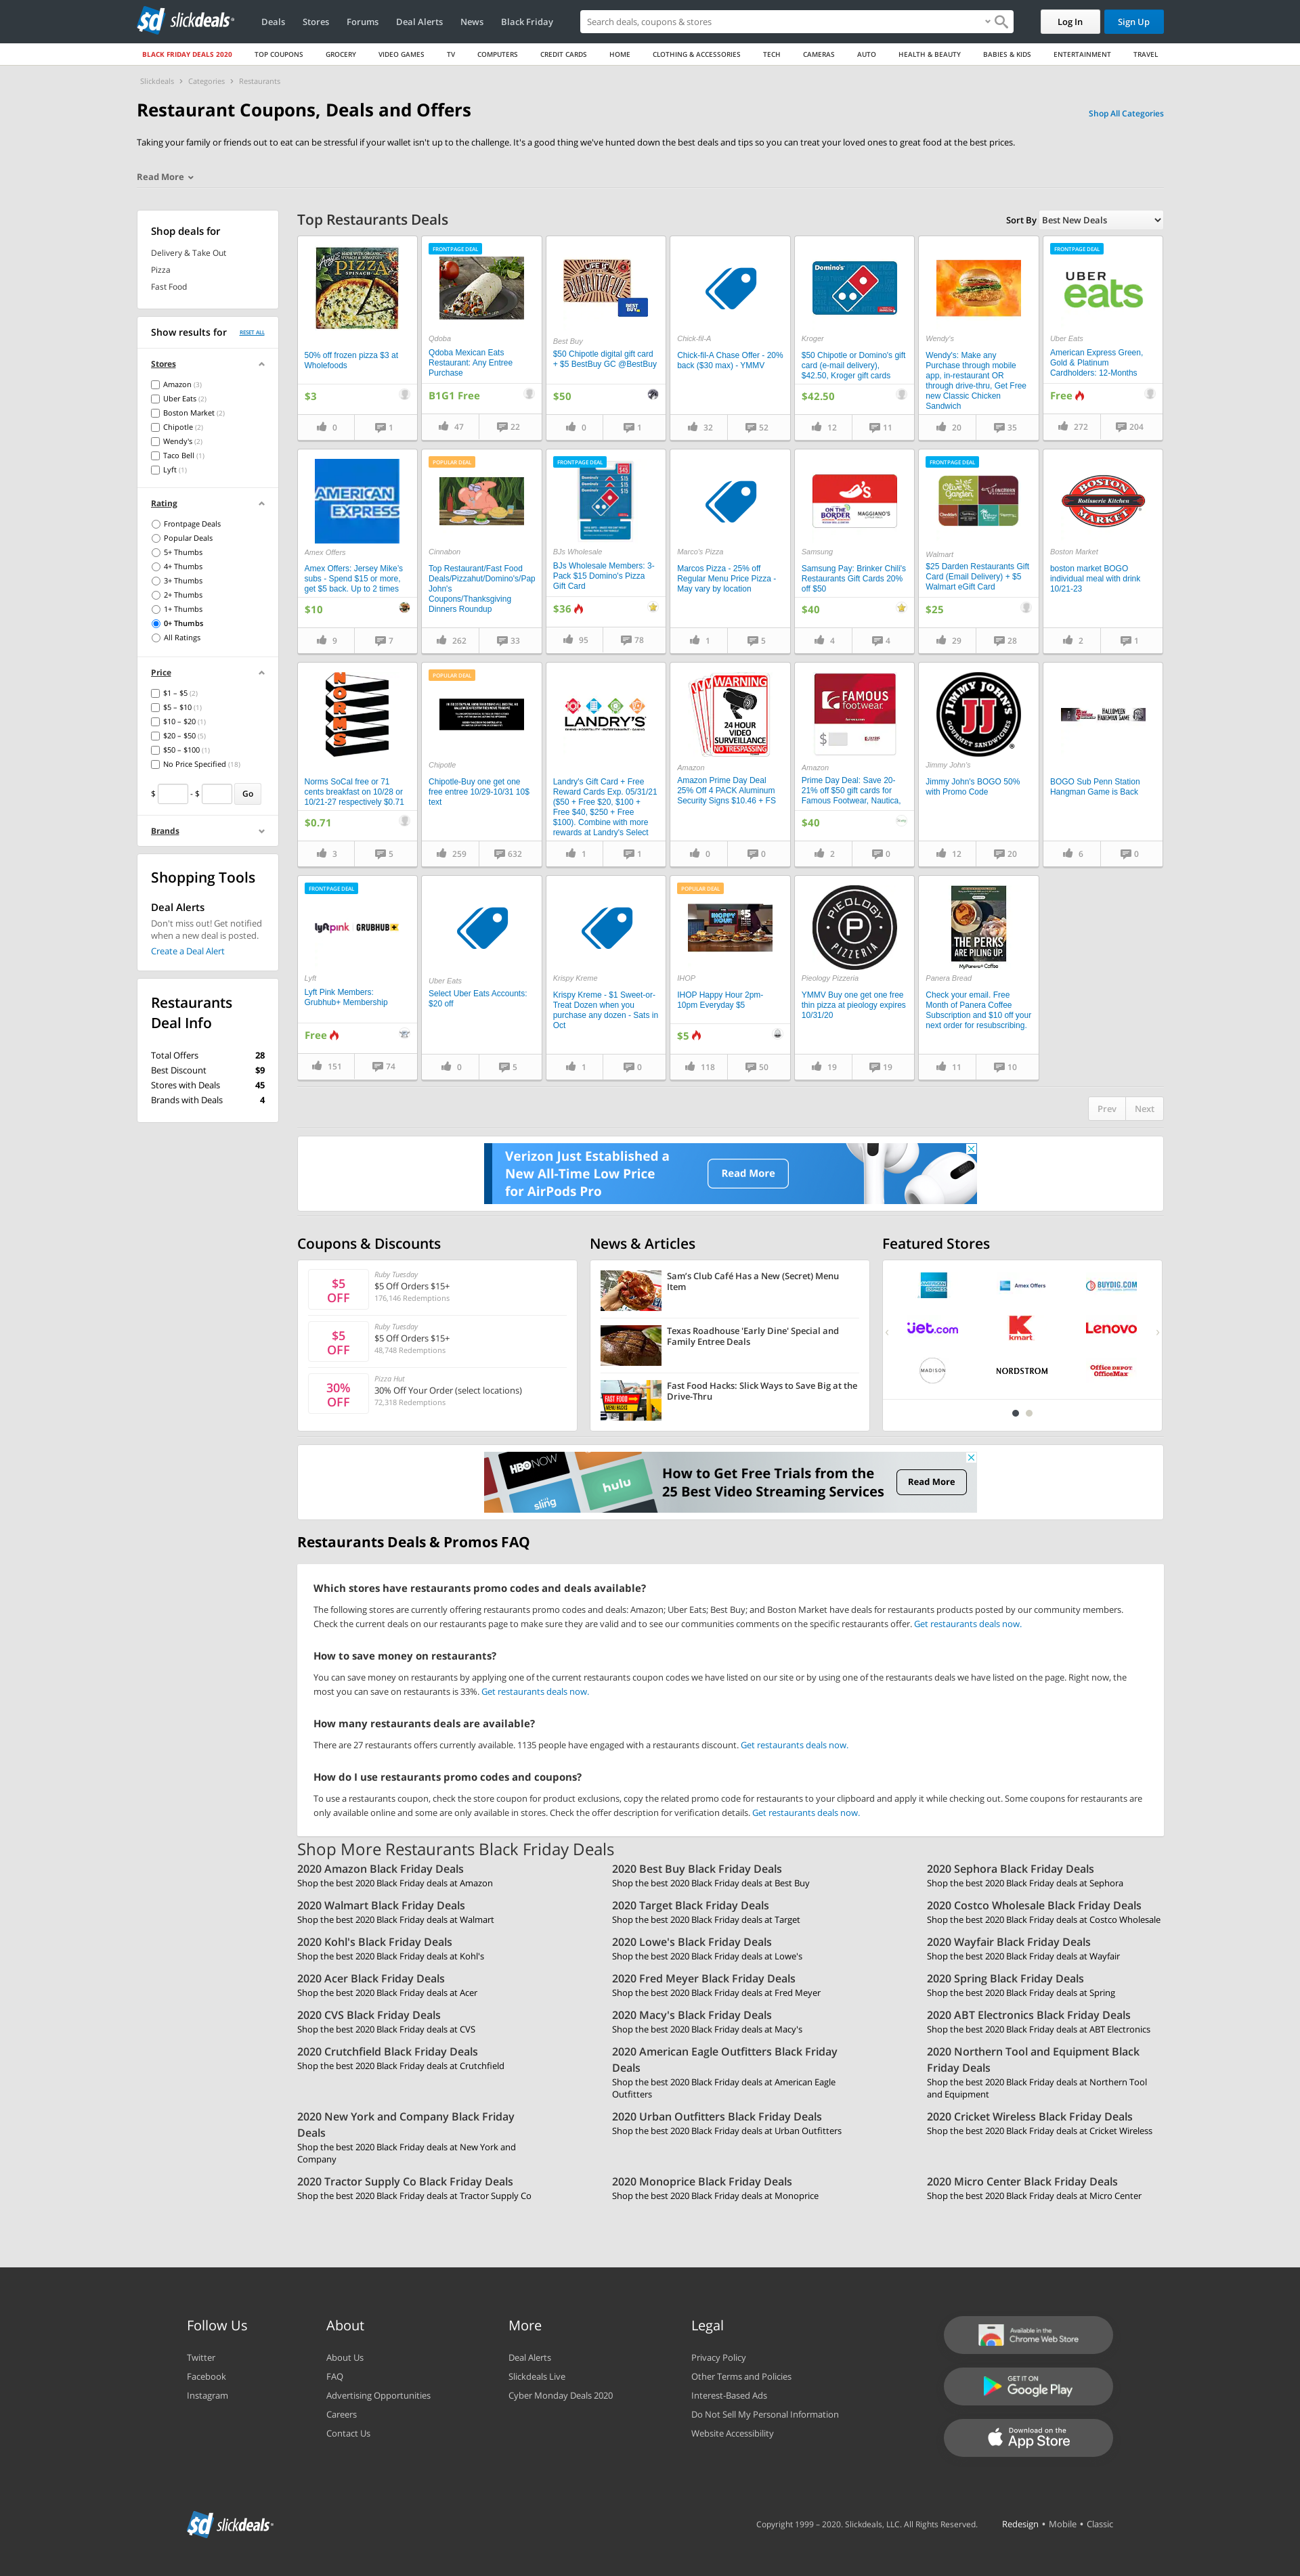 slickdeals
Deals Stores Forums Deal Alerts News Black Friday
Search deals, coupons & stores
Log In
Sign Up
BLACK FRIDAY DEALS 2020 TOP COUPONS GROCERY VIDEO GAMES TV COMPUTERS CREDIT CARDS HOME CLOTHING & ACCESSORIES TECH CAMERAS AUTO HEALTH & BEAUTY BABIES & KIDS ENTERTAINMENT TRAVEL
Slickdeals › Categories › Restaurants
Restaurant Coupons, Deals and Offers
Shop All Categories
Taking your family or friends out to eat can be stressful if your wallet isn't up to the challenge. It's a good thing we've hunted down the best deals and tips so you can treat your loved ones to great food at the best prices.
Read More
Shop deals for
Delivery & Take Out
Pizza
Fast Food
Show results for RESET ALL
Stores
Amazon (3)
Uber Eats (2)
Boston Market (2)
Chipotle (2)
Wendy's (2)
Taco Bell (1)
Lyft (1)
Rating
Frontpage Deals
Popular Deals
5+ Thumbs
4+ Thumbs
3+ Thumbs
2+ Thumbs
1+ Thumbs
0+ Thumbs
All Ratings
Price
$1 – $5 (2)
$5 – $10 (1)
$10 – $20 (1)
$20 – $50 (5)
$50 – $100 (1)
No Price Specified (18)
$ - $ Go
Brands
Shopping Tools
Deal Alerts
Don't miss out! Get notified
when a new deal is posted.
Create a Deal Alert
Restaurants
Deal Info
Total Offers 28
Best Discount $9
Stores with Deals 45
Brands with Deals 4
Top Restaurants Deals
Sort By Best New Deals
PIZZA
SPINACH
50% off frozen pizza $3 at
Wholefoods
$3
0 1
FRONTPAGE DEAL
Qdoba
Qdoba Mexican Eats
Restaurant: Any Entree
Purchase
B1G1 Free
47 22
BEST BUY
Best Buy
$50 Chipotle digital gift card
+ $5 BestBuy GC @BestBuy
$50
0 1
Chick-fil-A
Chick-fil-A Chase Offer - 20%
back ($30 max) - YMMV
32 52
Domino's
Kroger
$50 Chipotle or Domino's gift
card (e-mail delivery),
$42.50, Kroger gift cards
$42.50
12 11
Wendy's
Wendy's: Make any
Purchase through mobile
app, in-restaurant OR
through drive-thru, Get Free
new Classic Chicken
Sandwich
20 35
FRONTPAGE DEAL
UBER
eats
Uber Eats
American Express Green,
Gold & Platinum
Cardholders: 12-Months
Free
272 204
AMERICAN
EXPRESS
Amex Offers
Amex Offers: Jersey Mike's
subs - Spend $15 or more,
get $5 back. Up to 2 times
$10
9 7
POPULAR DEAL
Cinnabon
Top Restaurant/Fast Food
Deals/Pizzahut/Domino's/Pap
John's
Coupons/Thanksgiving
Dinners Roundup
262 33
FRONTPAGE DEAL
$45
BJs Wholesale
BJs Wholesale Members: 3-
Pack $15 Domino's Pizza
Gift Card
$36
95 78
Marco's Pizza
Marcos Pizza - 25% off
Regular Menu Price Pizza -
May vary by location
1 5
ON THE
BORDER
MAGGIANO'S
Samsung
Samsung Pay: Brinker Chili's
Restaurants Gift Cards 20%
off $50
$40
4 4
FRONTPAGE DEAL
Olive Garden
Walmart
$25 Darden Restaurants Gift
Card (Email Delivery) + $5
Walmart eGift Card
$25
29 28
BOSTON
Rotisserie Kitchen
MARKET
Boston Market
boston market BOGO
individual meal with drink
10/21-23
2 1
NORMS
Norms SoCal free or 71
cents breakfast on 10/28 or
10/21-27 respectively $0.71
$0.71
3 5
POPULAR DEAL
Chipotle
Chipotle-Buy one get one
free entree 10/29-10/31 10$
text
259 632
LANDRY'S
Landry's Gift Card + Free
Reward Cards Exp. 05/31/21
($50 + Free $20, $100 +
Free $40, $250 + Free
$100). Combine with more
rewards at Landry's Select
1 1
WARNING
24 HOUR
VIDEO
SURVEILLANCE
NO TRESPASSING
Amazon
Amazon Prime Day Deal
25% Off 4 PACK Aluminum
Security Signs $10.46 + FS
0 0
FAMOUS
footwear
$
Amazon
Prime Day Deal: Save 20-
21% off $50 gift cards for
Famous Footwear, Nautica,
$40
2 0
JIMMY JOHN'S
JJ
GOURMET SANDWICHES
Jimmy John's
Jimmy John's BOGO 50%
with Promo Code
12 20
HALLOWEEN
HANGMAN GAME
BOGO Sub Penn Station
Hangman Game is Back
6 0
FRONTPAGE DEAL
lyftpink GRUBHUB+
Lyft
Lyft Pink Members:
Grubhub+ Membership
Free
151 74
Uber Eats
Select Uber Eats Accounts:
$20 off
0 5
Krispy Kreme
Krispy Kreme - $1 Sweet-or-
Treat Dozen when you
purchase any dozen - Sats in
Oct
1 0
POPULAR DEAL
HOUR $5
IHOP
IHOP Happy Hour 2pm-
10pm Everyday $5
$5
118 50
PIEOLOGY
P
PIZZERIA
Pieology Pizzeria
YMMV Buy one get one free
thin pizza at pieology expires
10/31/20
19 19
THE PERKS
ARE PILING UP.
MyPanera+ Coffee
Panera Bread
Check your email. Free
Month of Panera Coffee
Subscription and $10 off your
next order for resubscribing.
11 10
Prev Next
Verizon Just Established a
New All-Time Low Price
for AirPods Pro
Read More
Coupons & Discounts
$5
OFF
Ruby Tuesday
$5 Off Orders $15+
176,146 Redemptions
$5
OFF
Ruby Tuesday
$5 Off Orders $15+
48,748 Redemptions
30%
OFF
Pizza Hut
30% Off Your Order (select locations)
72,318 Redemptions
News & Articles
Sam's Club Café Has a New (Secret) Menu
Item
Texas Roadhouse 'Early Dine' Special and
Family Entree Deals
FAST FOOD
MENU HACKS
Fast Food Hacks: Slick Ways to Save Big at the
Drive-Thru
Featured Stores
Amex Offers
BUYDIG.COM
jet.com
kmart
Lenovo
MADISON
NORDSTROM
Office DEPOT
OfficeMax
HBO NOW
sling
hulu
How to Get Free Trials from the
25 Best Video Streaming Services
Read More
Restaurants Deals & Promos FAQ
Which stores have restaurants promo codes and deals available?
The following stores are currently offering restaurants promo codes and deals: Amazon; Uber Eats; Best Buy; and Boston Market have deals for restaurants products posted by our community members.
Check the current deals on our restaurants page to make sure they are valid and to see our communities comments on the specific restaurants offer. Get restaurants deals now.
How to save money on restaurants?
You can save money on restaurants by applying one of the current restaurants coupon codes we have listed on our site or by using one of the restaurants deals we have listed on the page. Right now, the
most you can save on restaurants is 33%. Get restaurants deals now.
How many restaurants deals are available?
There are 27 restaurants offers currently available. 1135 people have engaged with a restaurants discount. Get restaurants deals now.
How do I use restaurants promo codes and coupons?
To use a restaurants coupon, check the store coupon for product exclusions, copy the related promo code for restaurants to your clipboard and apply it while checking out. Some coupons for restaurants are
only available online and some are only available in stores. Check the offer description for verification details. Get restaurants deals now.
Shop More Restaurants Black Friday Deals
2020 Amazon Black Friday Deals
Shop the best 2020 Black Friday deals at Amazon
2020 Best Buy Black Friday Deals
Shop the best 2020 Black Friday deals at Best Buy
2020 Sephora Black Friday Deals
Shop the best 2020 Black Friday deals at Sephora
2020 Walmart Black Friday Deals
Shop the best 2020 Black Friday deals at Walmart
2020 Target Black Friday Deals
Shop the best 2020 Black Friday deals at Target
2020 Costco Wholesale Black Friday Deals
Shop the best 2020 Black Friday deals at Costco Wholesale
2020 Kohl's Black Friday Deals
Shop the best 2020 Black Friday deals at Kohl's
2020 Lowe's Black Friday Deals
Shop the best 2020 Black Friday deals at Lowe's
2020 Wayfair Black Friday Deals
Shop the best 2020 Black Friday deals at Wayfair
2020 Acer Black Friday Deals
Shop the best 2020 Black Friday deals at Acer
2020 Fred Meyer Black Friday Deals
Shop the best 2020 Black Friday deals at Fred Meyer
2020 Spring Black Friday Deals
Shop the best 2020 Black Friday deals at Spring
2020 CVS Black Friday Deals
Shop the best 2020 Black Friday deals at CVS
2020 Macy's Black Friday Deals
Shop the best 2020 Black Friday deals at Macy's
2020 ABT Electronics Black Friday Deals
Shop the best 2020 Black Friday deals at ABT Electronics
2020 Crutchfield Black Friday Deals
Shop the best 2020 Black Friday deals at Crutchfield
2020 American Eagle Outfitters Black Friday
Deals
Shop the best 2020 Black Friday deals at American Eagle
Outfitters
2020 Northern Tool and Equipment Black
Friday Deals
Shop the best 2020 Black Friday deals at Northern Tool
and Equipment
2020 New York and Company Black Friday
Deals
Shop the best 2020 Black Friday deals at New York and
Company
2020 Urban Outfitters Black Friday Deals
Shop the best 2020 Black Friday deals at Urban Outfitters
2020 Cricket Wireless Black Friday Deals
Shop the best 2020 Black Friday deals at Cricket Wireless
2020 Tractor Supply Co Black Friday Deals
Shop the best 2020 Black Friday deals at Tractor Supply Co
2020 Monoprice Black Friday Deals
Shop the best 2020 Black Friday deals at Monoprice
2020 Micro Center Black Friday Deals
Shop the best 2020 Black Friday deals at Micro Center
Follow Us
Twitter
Facebook
Instagram
About
About Us
FAQ
Advertising Opportunities
Careers
Contact Us
More
Deal Alerts
Slickdeals Live
Cyber Monday Deals 2020
Legal
Privacy Policy
Other Terms and Policies
Interest-Based Ads
Do Not Sell My Personal Information
Website Accessibility
Available in the
Chrome Web Store
GET IT ON
Google Play
Download on the
App Store
slickdeals
Copyright 1999 – 2020. Slickdeals, LLC. All Rights Reserved. Redesign • Mobile • Classic